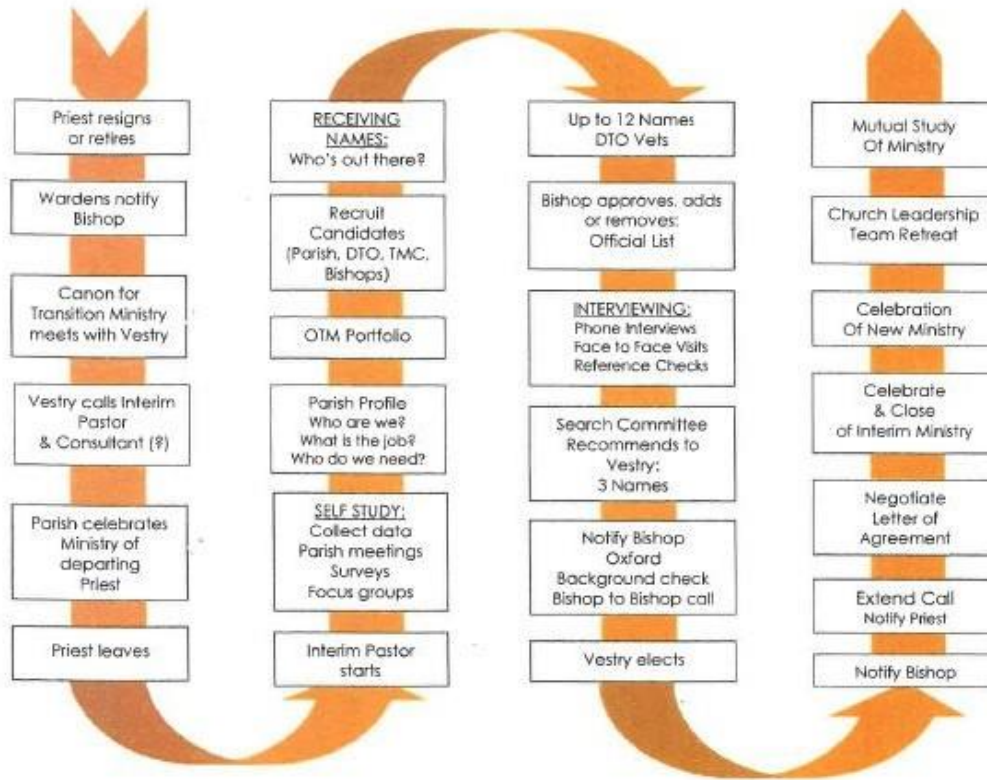 Priest resigns
or retires
Wardens notify
Bishop
Canon for
Transition Ministry
meets with Vestry
Vestry calls Interim
Pastor
& Consultant (?)
Parish celebrates
Ministry of
departing
Priest
Priest leaves
RECEIVING
NAMES:
Who's out there?
Recruit
Candidates
(Parish, DTO, TMC,
Bishops)
OTM Portfolio
Parish Profile
Who are we?
What is the job?
Who do we need?
SELF STUDY:
Collect data
Parish meetings
Surveys
Focus groups
Interim Pastor
starts
Up to 12 Names
DTO Vets
Bishop approves, adds
or removes:
Official List
INTERVIEWING:
Phone Interviews
Face to Face Visits
Reference Checks
Search Committee
Recommends to
Vestry:
3 Names
Notify Bishop
Oxford
Background check
Bishop to Bishop call
Vestry elects
Mutual Study
Of Ministry
Church Leadership
Team Retreat
Celebration
Of New Ministry
Celebrate
& Close
of Interim Ministry
Negotiate
Letter of
Agreement
Extend Call
Notify Priest
Notify Bishop